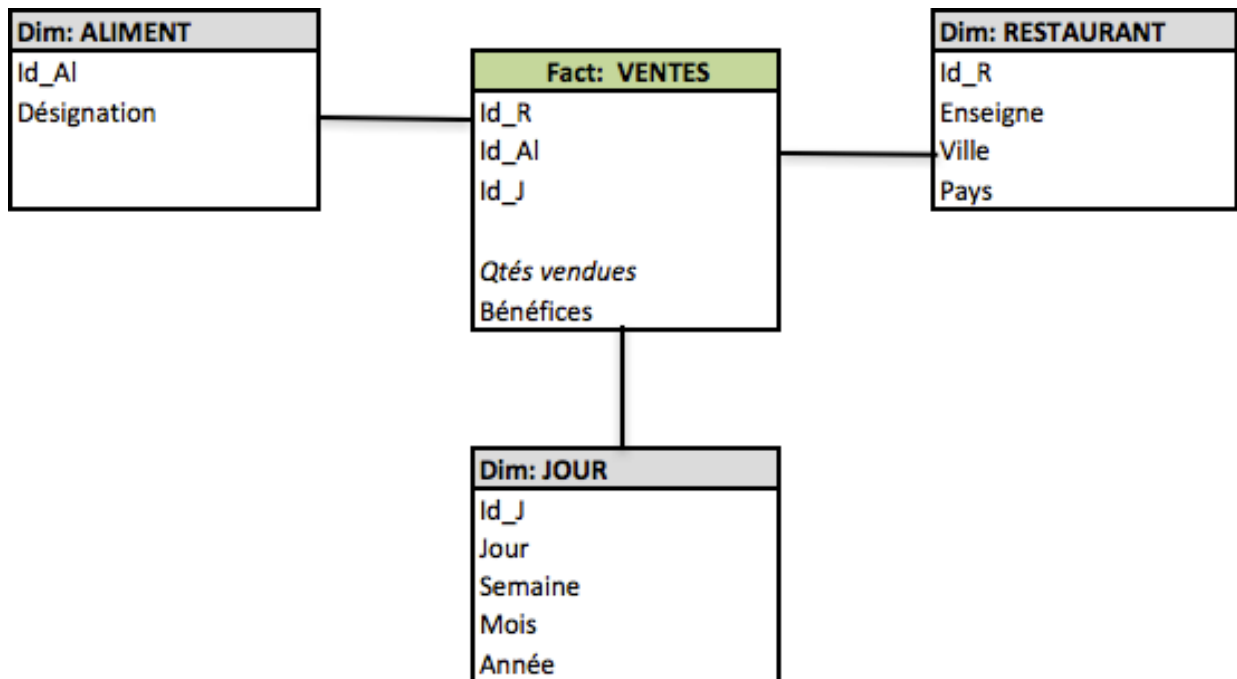 Dim: ALIMENT
Id_Al
Désignation
Fact: VENTES
Id_R
Id_Al
Id_J
Qtés vendues
Bénéfices
Dim: RESTAURANT
Id_R
Enseigne
Ville
Pays
Dim: JOUR
Id_J
Jour
Semaine
Mois
Année